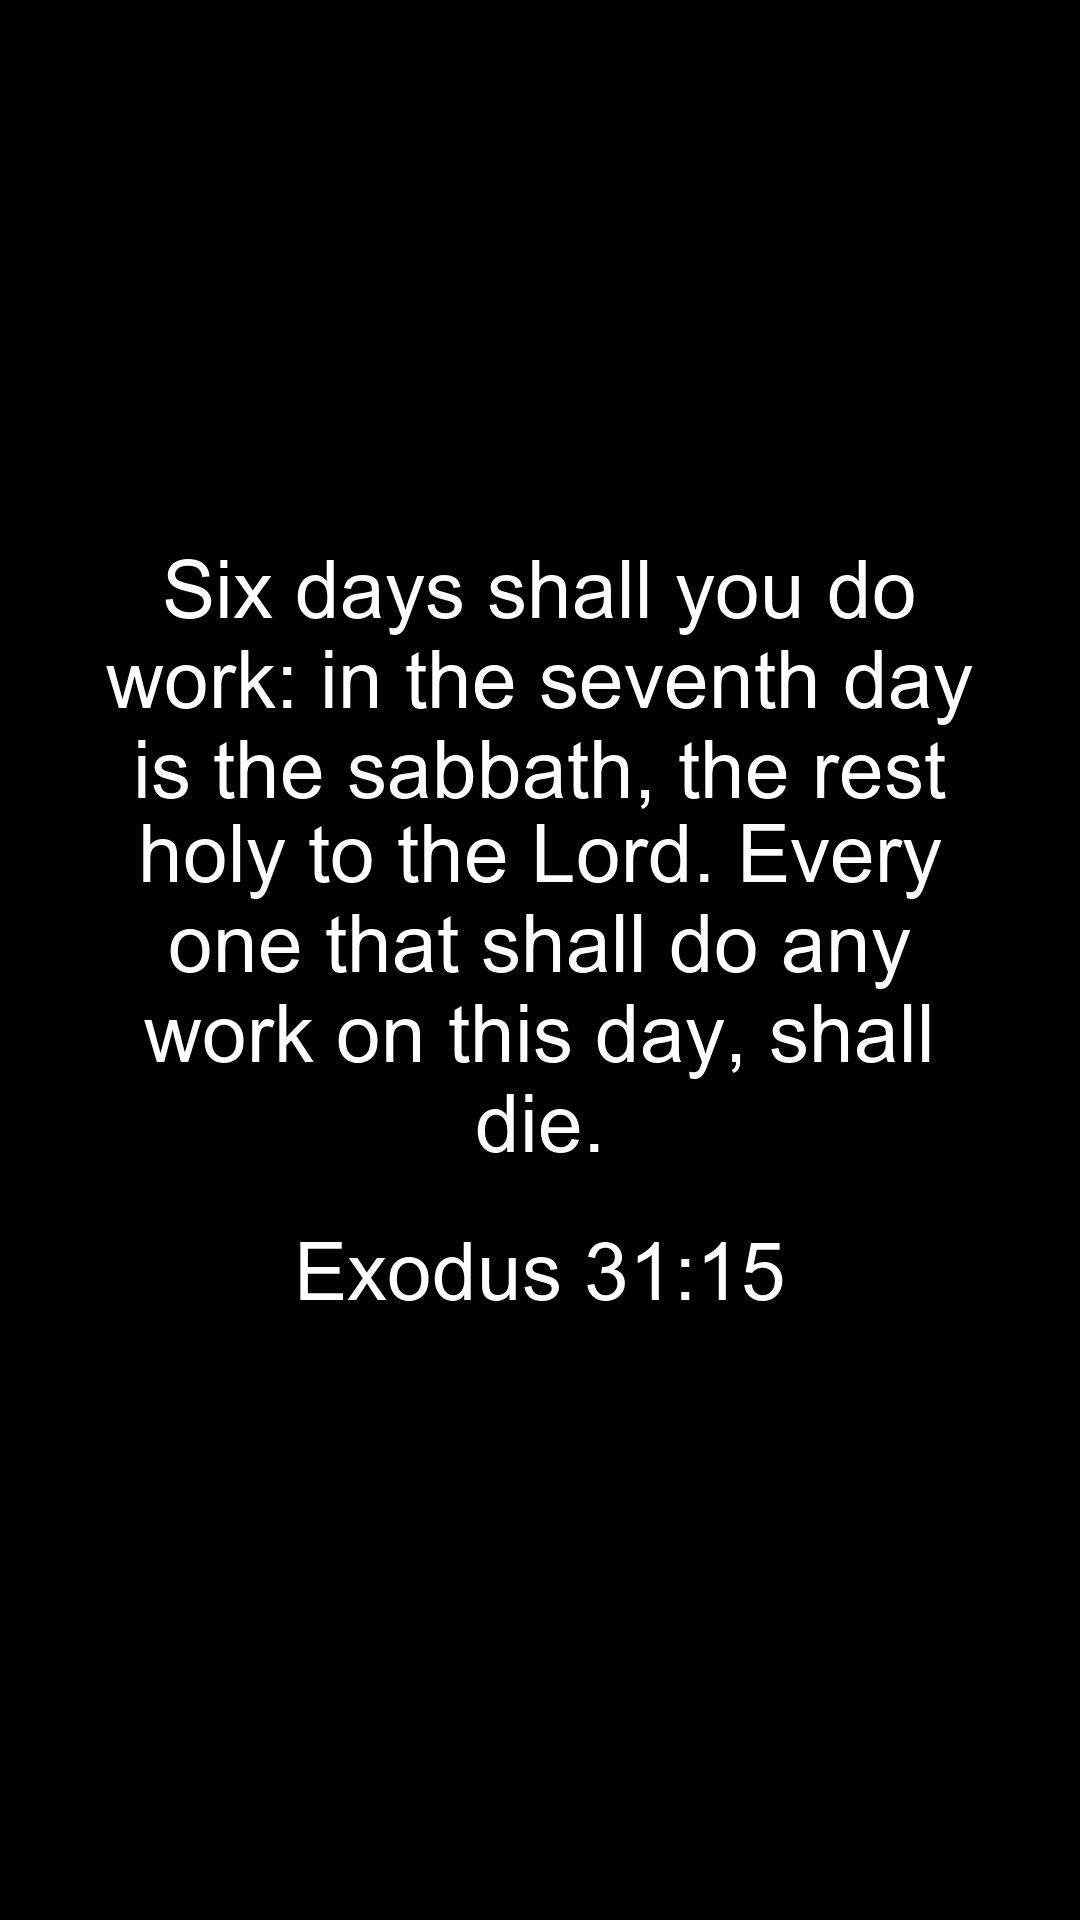 Six days shall you do
work: in the seventh day
is the sabbath, the rest
holy to the Lord. Every
one that shall do any
work on this day, shall
die.
Exodus 31:15